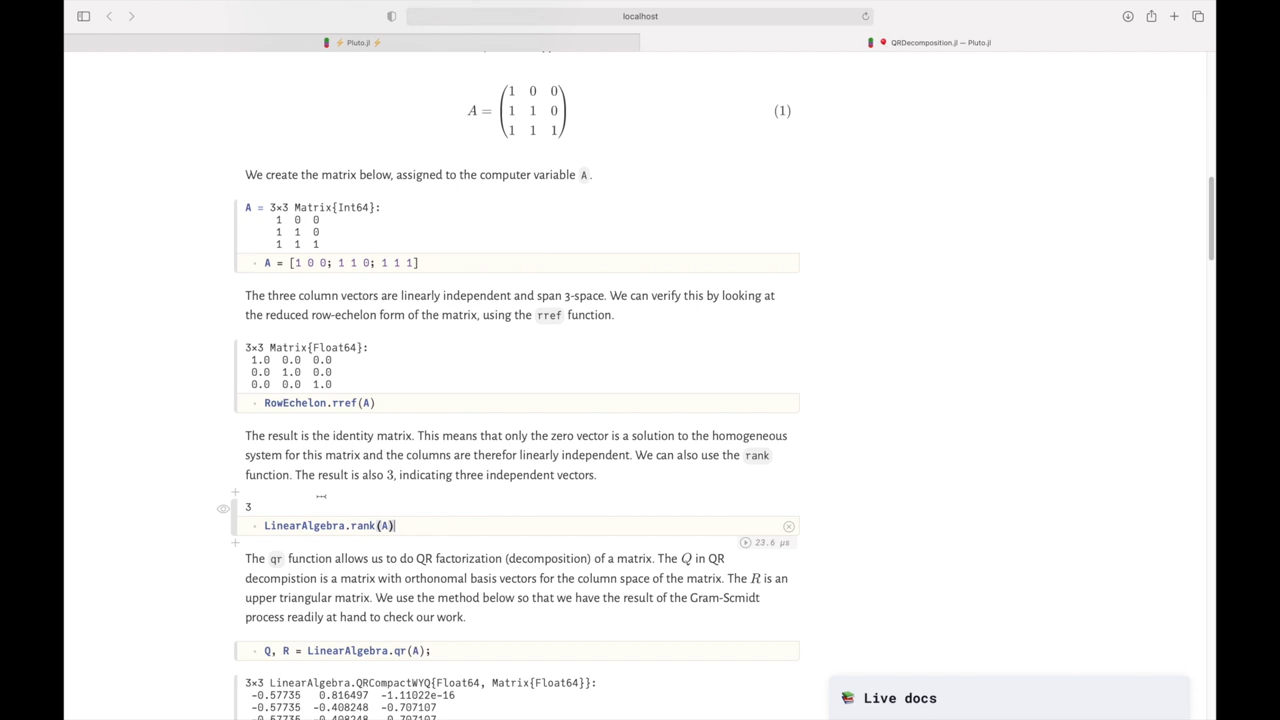 localhost
⚡ Pluto.jl ⚡
QRDecomposition.jl — Pluto.jl
A = (1 0 0
1 1 0
1 1 1) (1)
We create the matrix below, assigned to the computer variable A.
A = 3×3 Matrix{Int64}:
1 0 0
1 1 0
1 1 1
A = [1 0 0; 1 1 0; 1 1 1]
The three column vectors are linearly independent and span 3-space. We can verify this by looking at
the reduced row-echelon form of the matrix, using the rref function.
3×3 Matrix{Float64}:
1.0 0.0 0.0
0.0 1.0 0.0
0.0 0.0 1.0
RowEchelon.rref(A)
The result is the identity matrix. This means that only the zero vector is a solution to the homogeneous
system for this matrix and the columns are therefor linearly independent. We can also use the rank
function. The result is also 3, indicating three independent vectors.
3
LinearAlgebra.rank(A)
23.6 μs
The qr function allows us to do QR factorization (decomposition) of a matrix. The Q in QR
decompistion is a matrix with orthonomal basis vectors for the column space of the matrix. The R is an
upper triangular matrix. We use the method below so that we have the result of the Gram-Scmidt
process readily at hand to check our work.
Q, R = LinearAlgebra.qr(A);
3×3 LinearAlgebra.QRCompactWYQ{Float64, Matrix{Float64}}:
-0.57735 0.816497 -1.11022e-16
-0.57735 -0.408248 -0.707107
Live docs